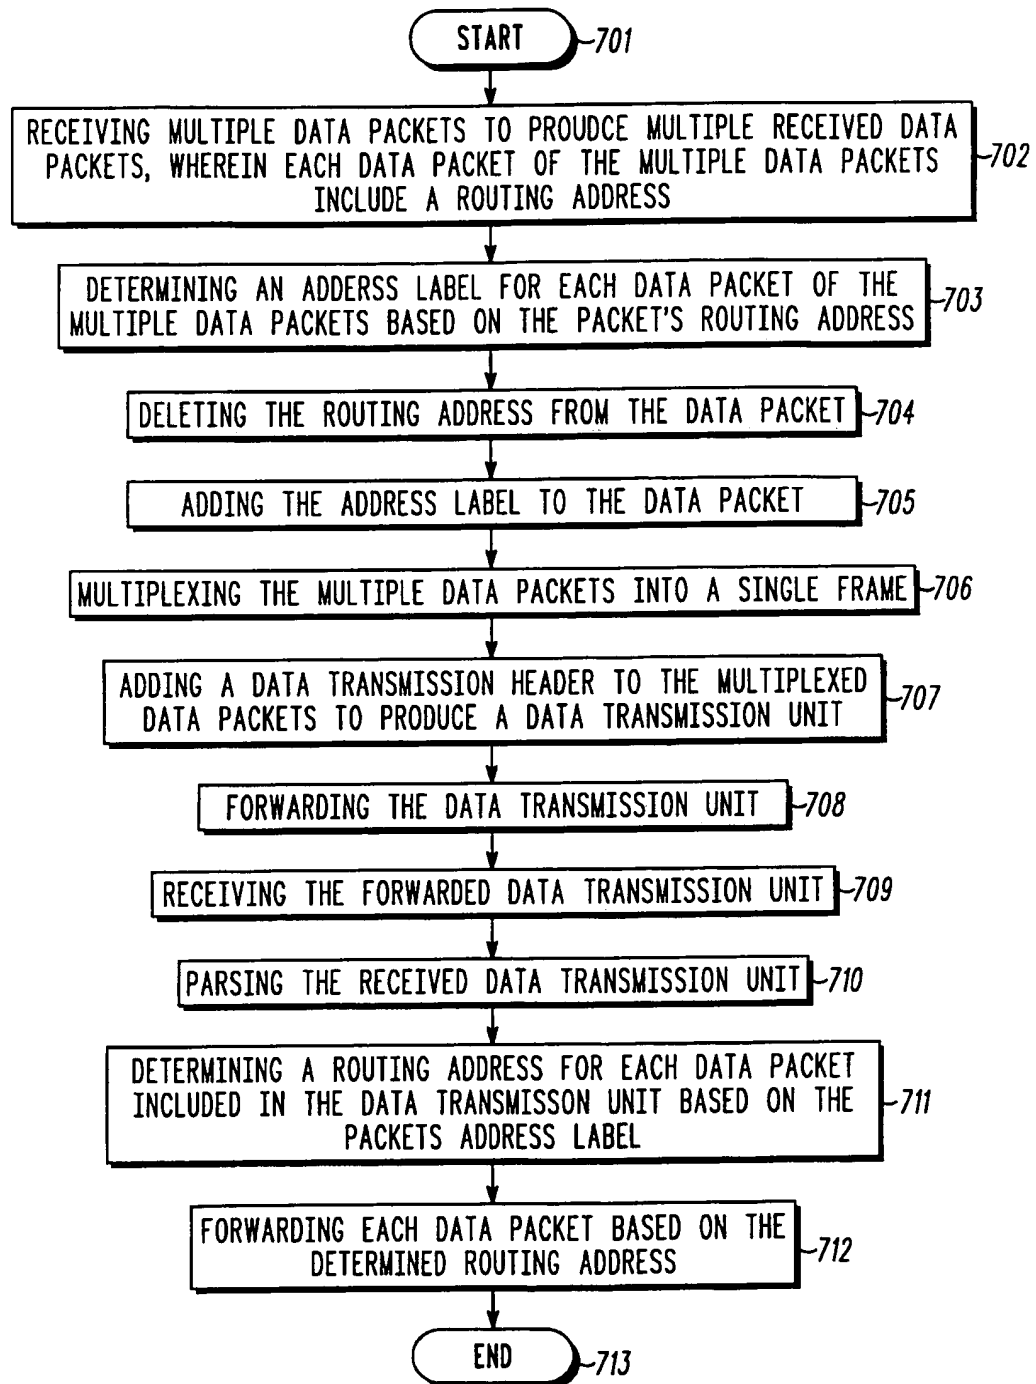 START
701
RECEIVING MULTIPLE DATA PACKETS TO PROUDCE MULTIPLE RECEIVED DATA
PACKETS, WHEREIN EACH DATA PACKET OF THE MULTIPLE DATA PACKETS
INCLUDE A ROUTING ADDRESS
702
DETERMINING AN ADDERSS LABEL FOR EACH DATA PACKET OF THE
MULTIPLE DATA PACKETS BASED ON THE PACKET'S ROUTING ADDRESS
703
DELETING THE ROUTING ADDRESS FROM THE DATA PACKET
704
ADDING THE ADDRESS LABEL TO THE DATA PACKET
705
MULTIPLEXING THE MULTIPLE DATA PACKETS INTO A SINGLE FRAME
706
ADDING A DATA TRANSMISSION HEADER TO THE MULTIPLEXED
DATA PACKETS TO PRODUCE A DATA TRANSMISSION UNIT
707
FORWARDING THE DATA TRANSMISSION UNIT
708
RECEIVING THE FORWARDED DATA TRANSMISSION UNIT
709
PARSING THE RECEIVED DATA TRANSMISSION UNIT
710
DETERMINING A ROUTING ADDRESS FOR EACH DATA PACKET
INCLUDED IN THE DATA TRANSMISSON UNIT BASED ON THE
PACKETS ADDRESS LABEL
711
FORWARDING EACH DATA PACKET BASED ON THE
DETERMINED ROUTING ADDRESS
712
END
713